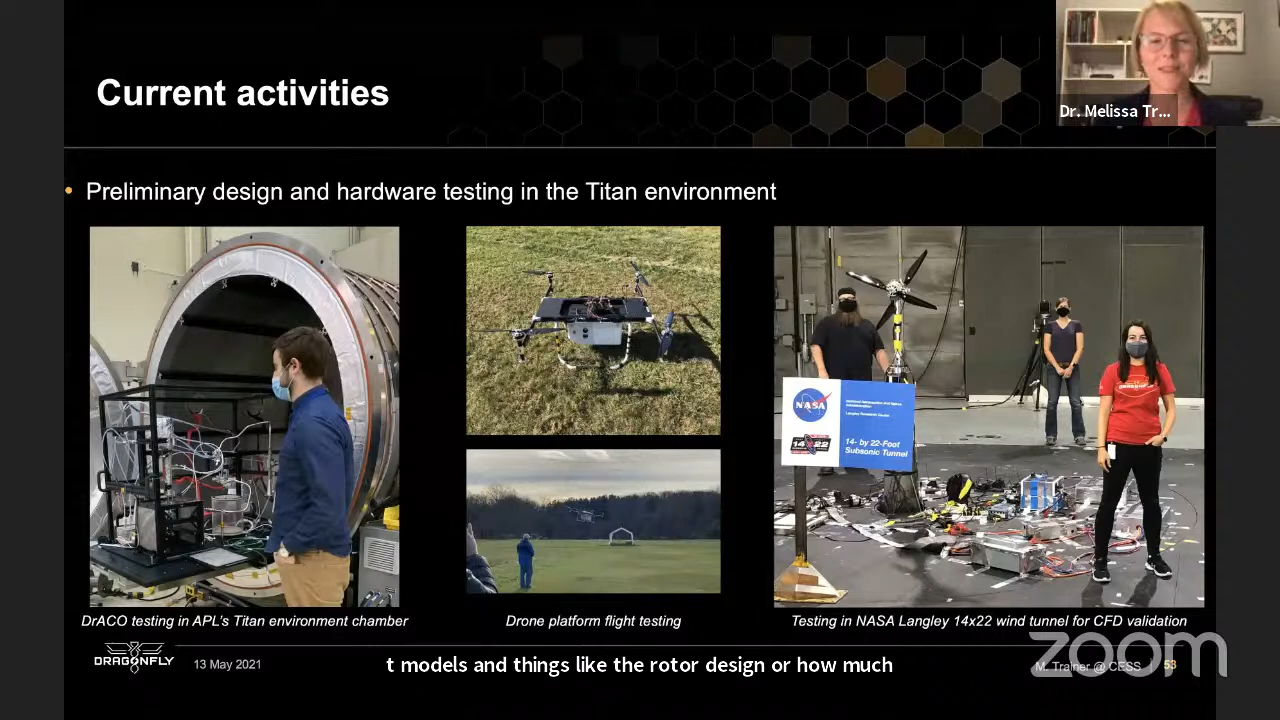 Current activities
Dr. Melissa Tr...
• Preliminary design and hardware testing in the Titan environment
NASA
14X22
14- by 22-Foot
Subsonic Tunnel
DRAGONFLY
DrACO testing in APL's Titan environment chamber
Drone platform flight testing
Testing in NASA Langley 14x22 wind tunnel for CFD validation
DRAGONFLY
13 May 2021
t models and things like the rotor design or how much
M. Trainer @ CESS | 53
zoom